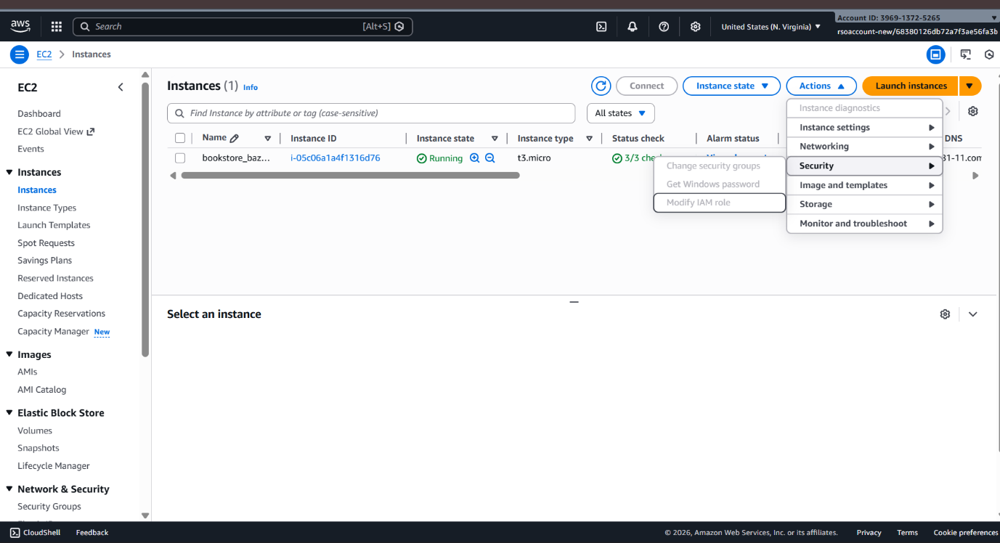 aws
Search [Alt+S]
United States (N. Virginia)
Account ID: 3969-1372-5265
rsoaccount-new/68380126db72a7f3ae56fa3b
EC2 Instances
EC2
Dashboard
EC2 Global View
Events
Instances
Instances
Instance Types
Launch Templates
Spot Requests
Savings Plans
Reserved Instances
Dedicated Hosts
Capacity Reservations
Capacity Manager New
Images
AMIs
AMI Catalog
Elastic Block Store
Volumes
Snapshots
Lifecycle Manager
Network & Security
Security Groups
Instances (1) Info
Connect Instance state Actions Launch instances
Find Instance by attribute or tag (case-sensitive) All states
Name Instance ID Instance state Instance type Status check Alarm status DNS
bookstore_baz... i-05c06a1a4f1316d76 Running t3.micro 3/3 che 31-11.com
Instance diagnostics
Instance settings
Networking
Security
Image and templates
Storage
Monitor and troubleshoot
Change security groups
Get Windows password
Modify IAM role
Select an instance
CloudShell Feedback © 2026, Amazon Web Services, Inc. or its affiliates. Privacy Terms Cookie preferences